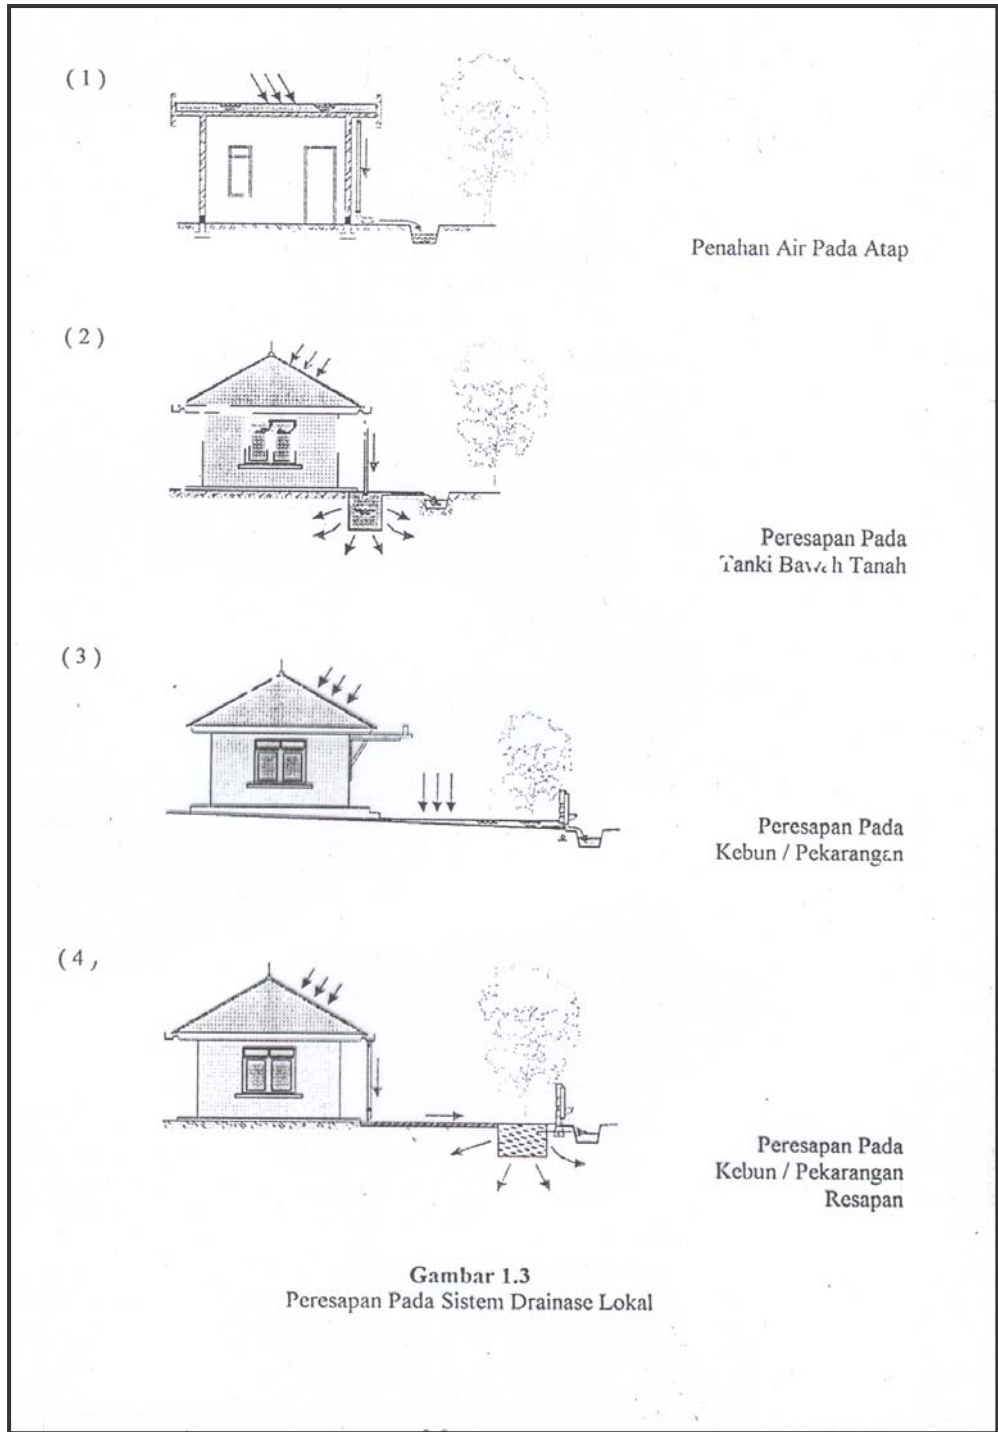 (1)
Penahan Air Pada Atap
(2)
Peresapan Pada
Tanki Bawah Tanah
(3)
Peresapan Pada
Kebun / Pekarangan
(4)
Peresapan Pada
Kebun / Pekarangan
Resapan
Gambar 1.3
Peresapan Pada Sistem Drainase Lokal